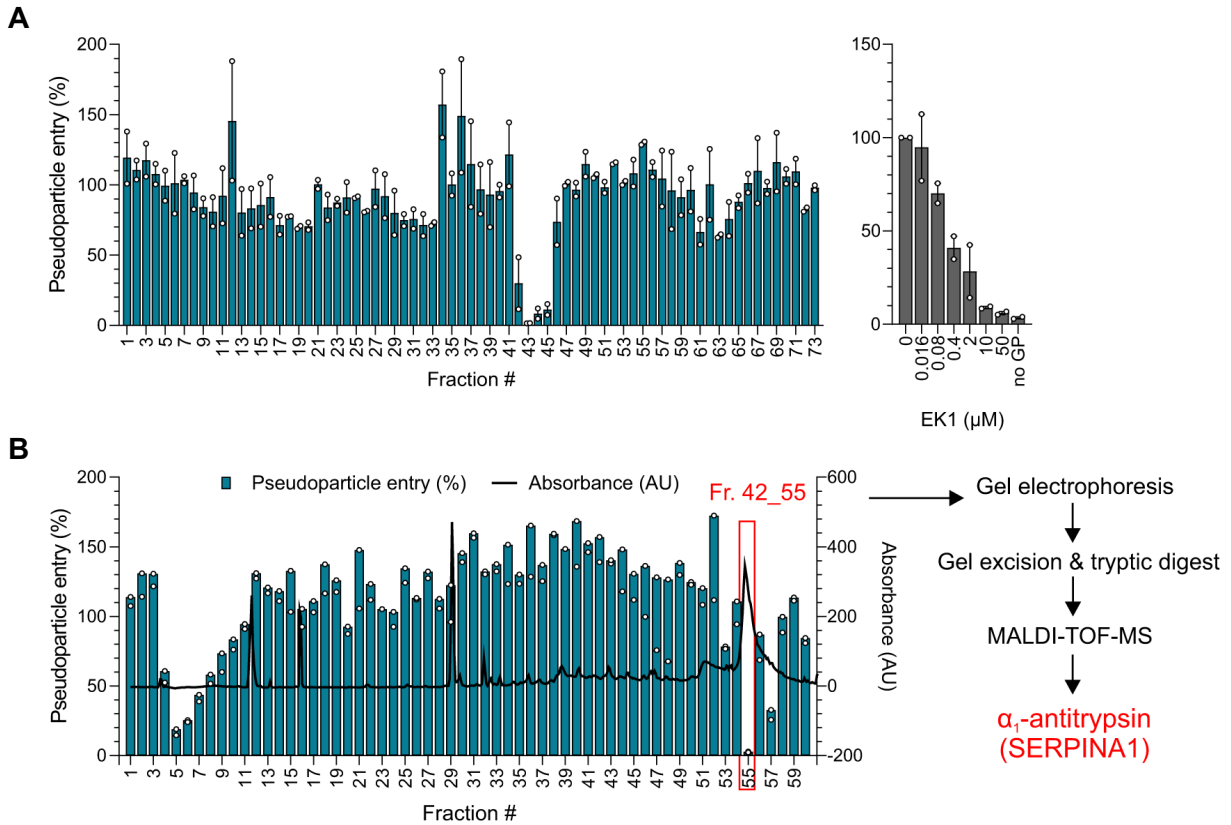 A
Pseudoparticle entry (%)
200
150
100
50
0
1 3 5 7 9 11 13 15 17 19 21 23 25 27 29 31 33 35 37 39 41 43 45 47 49 51 53 55 57 59 61 63 65 67 69 71 73
Fraction #
150
100
50
0
0 0.016 0.08 0.4 2 10 50 no GP
EK1 (µM)
B
Pseudoparticle entry (%)
200
150
100
50
0
Pseudoparticle entry (%) Absorbance (AU)
Fr. 42_55
600
400
200
0
-200
Absorbance (AU)
1 3 5 7 9 11 13 15 17 19 21 23 25 27 29 31 33 35 37 39 41 43 45 47 49 51 53 55 57 59
Fraction #
Gel electrophoresis
Gel excision & tryptic digest
MALDI-TOF-MS
α₁-antitrypsin
(SERPINA1)